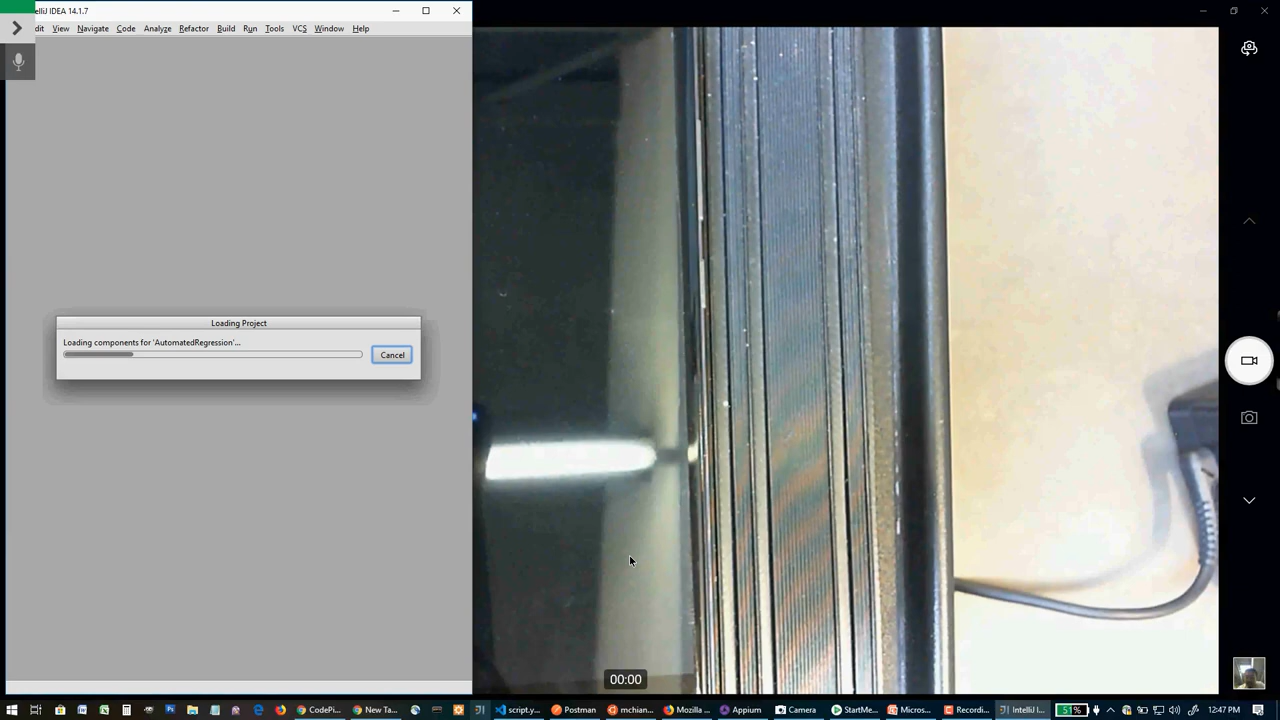 elliJ IDEA 14.1.7
dit View Navigate Code Analyze Refactor Build Run Tools VCS Window Help
Loading Project
Loading components for 'AutomatedRegression'...
Cancel
00:00
CodePi... New Ta... script.y... Postman mchian... Mozilla ... Appium Camera StartMe... Micros... Recordi... IntelliJ I... 51% 12:47 PM